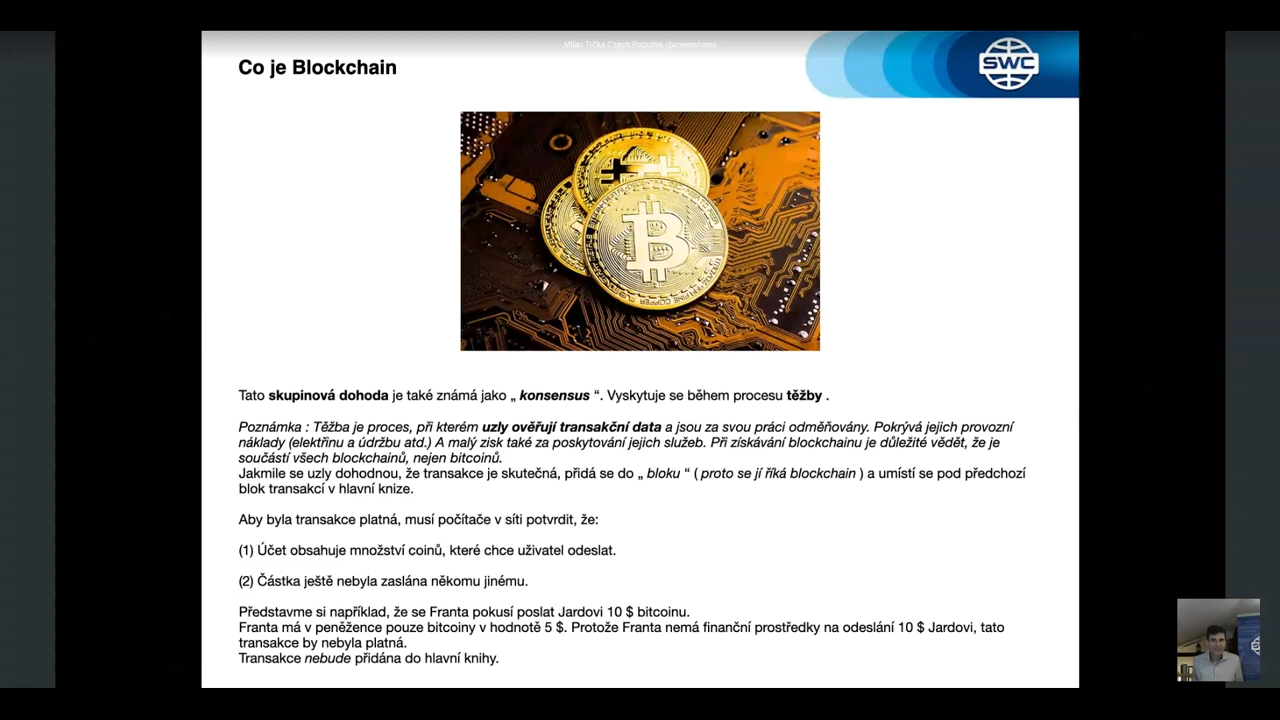 Milan Trčka Czech Republic (Screenshare)
Co je Blockchain
SWC
B
Tato skupinová dohoda je také známá jako „ konsensus “. Vyskytuje se během procesu těžby .
Poznámka : Těžba je proces, při kterém uzly ověřují transakční data a jsou za svou práci odměňovány. Pokrývá jejich provozní
náklady (elektřinu a údržbu atd.) A malý zisk také za poskytování jejich služeb. Při získávání blockchainu je důležité vědět, že je
součástí všech blockchainů, nejen bitcoinů.
Jakmile se uzly dohodnou, že transakce je skutečná, přidá se do „ bloku “ ( proto se jí říká blockchain ) a umístí se pod předchozí
blok transakcí v hlavní knize.
Aby byla transakce platná, musí počítače v síti potvrdit, že:
(1) Účet obsahuje množství coinů, které chce uživatel odeslat.
(2) Částka ještě nebyla zaslána někomu jinému.
Představme si například, že se Franta pokusí poslat Jardovi 10 $ bitcoinu.
Franta má v peněžence pouze bitcoiny v hodnotě 5 $. Protože Franta nemá finanční prostředky na odeslání 10 $ Jardovi, tato
transakce by nebyla platná.
Transakce nebude přidána do hlavní knihy.